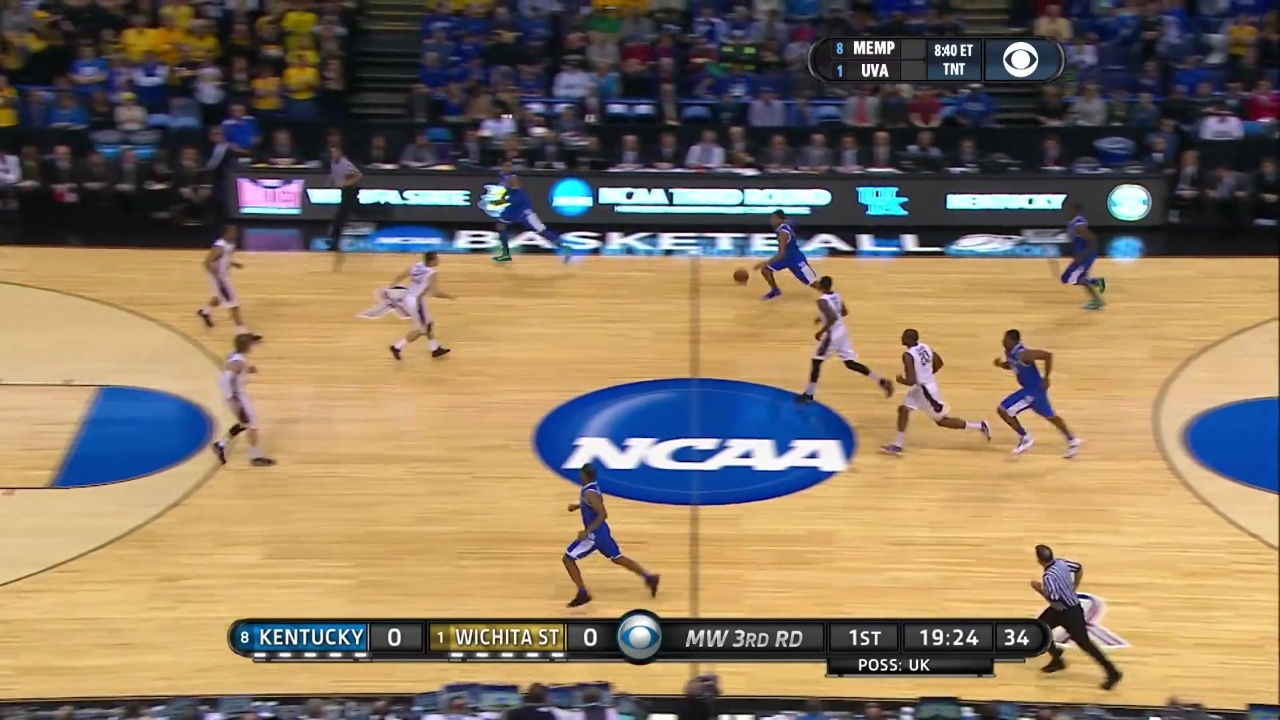 8 MEMP 8:40 ET
1 UVA TNT
NCAA THIRD ROUND KENTUCKY
BASKETBALL
NCAA
8 KENTUCKY 0 1 WICHITA ST 0 MW 3RD RD 1ST 19:24 34
POSS: UK